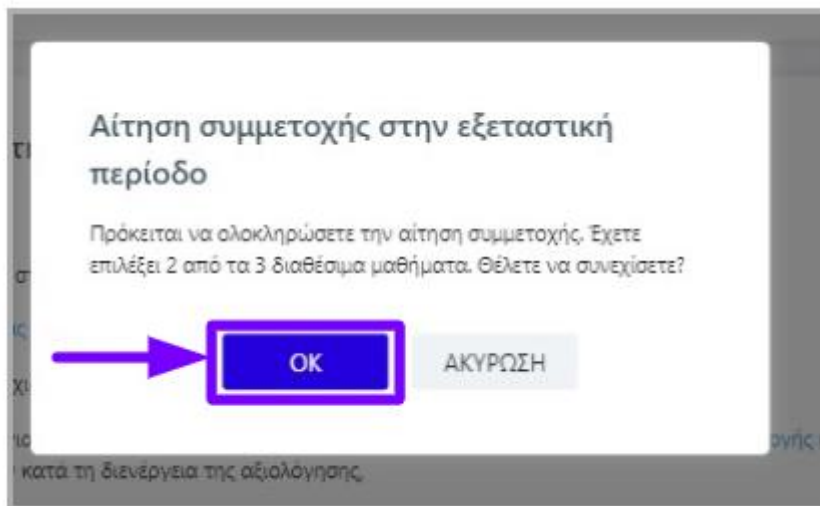 Αίτηση συμμετοχής στην εξεταστική
περίοδο
Πρόκειται να ολοκληρώσετε την αίτηση συμμετοχής. Έχετε
επιλέξει 2 από τα 3 διαθέσιμα μαθήματα. Θέλετε να συνεχίσετε?
OK
ΑΚΥΡΩΣΗ
κατά τη διενέργεια της αξιολόγησης,